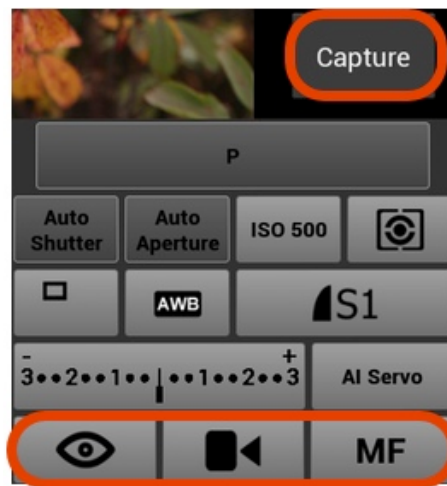 Capture
P
Auto Shutter
Auto Aperture
ISO 500
AWB
S1
- +
3••2••1••|••1••2••3
AI Servo
MF